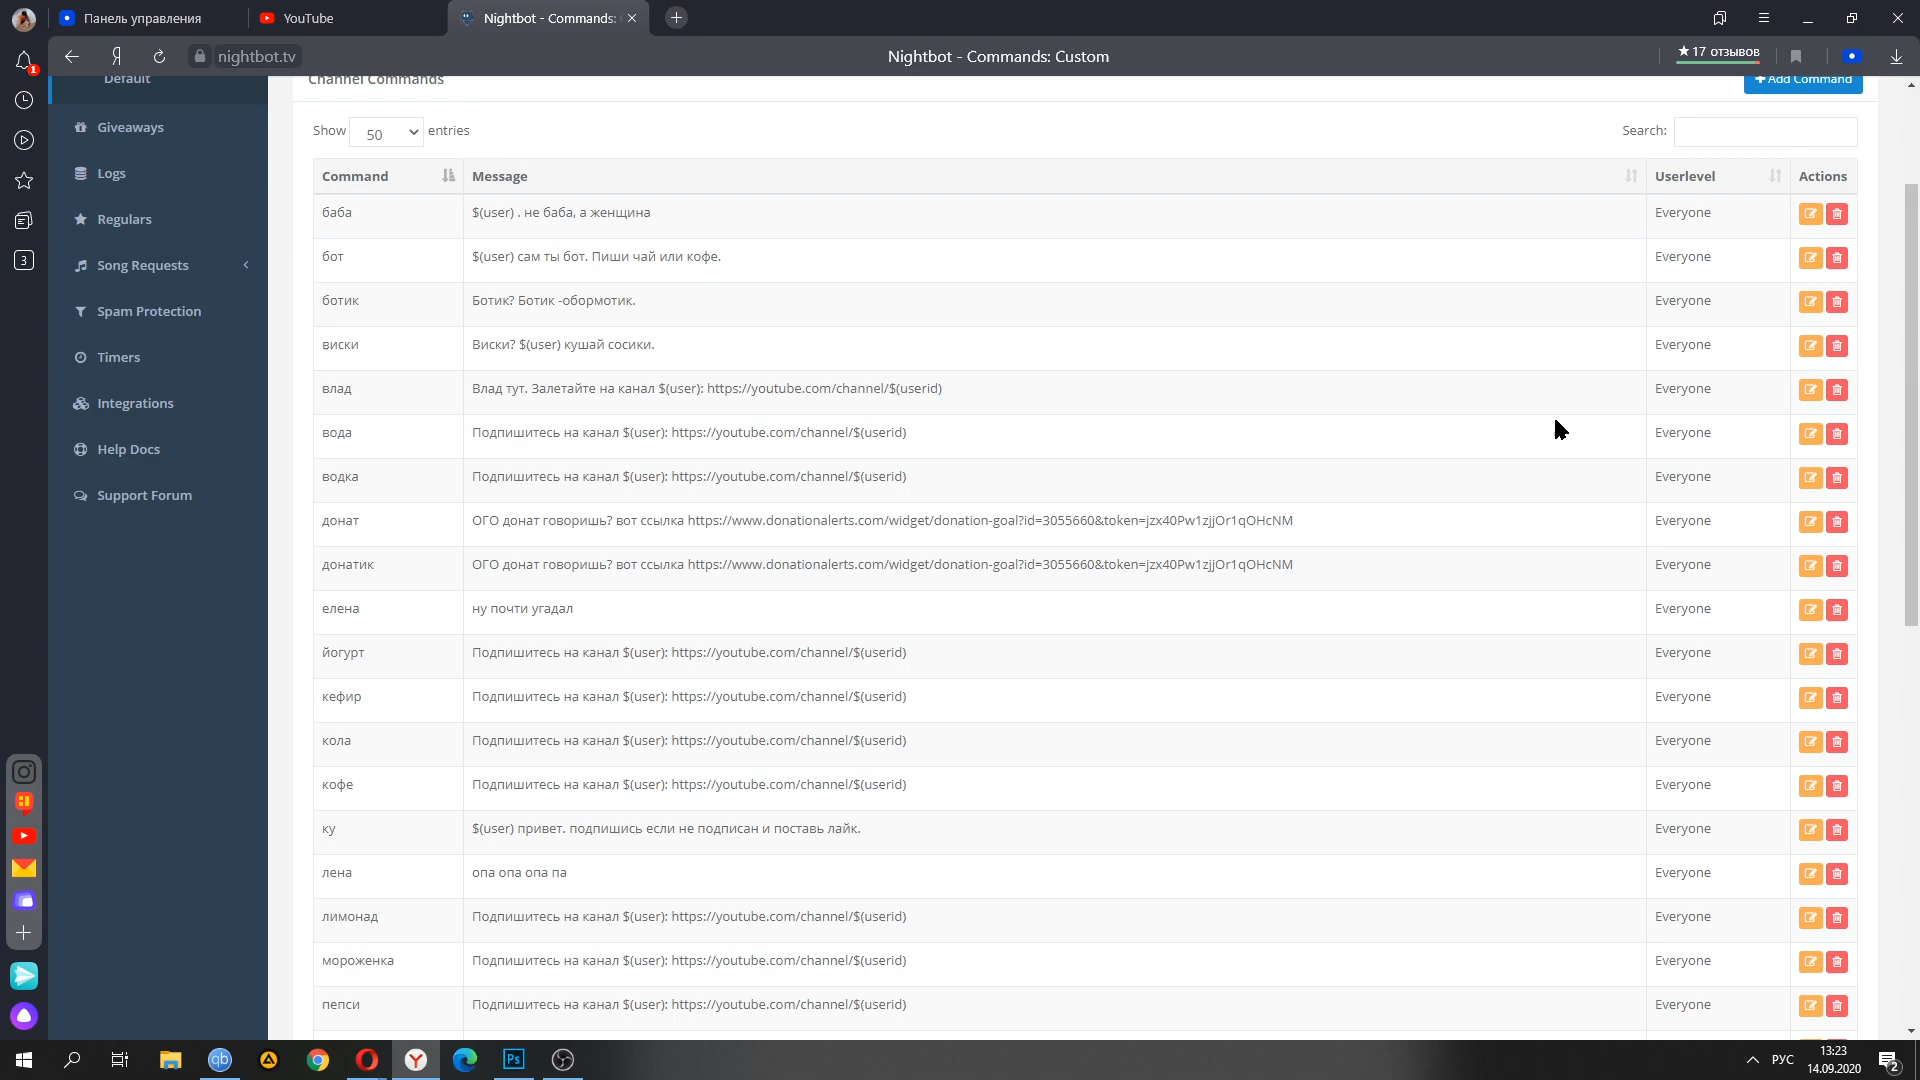 Панель управления
YouTube
Nightbot - Commands:
nightbot.tv
Nightbot - Commands: Custom
★17 отзывов
1
3
Default
Giveaways
Logs
Regulars
Song Requests
Spam Protection
Timers
Integrations
Help Docs
Support Forum
Channel Commands
Add Command
Show 50 entries
Search:
Command Message Userlevel Actions
баба $(user) . не баба, а женщина Everyone
бот $(user) сам ты бот. Пиши чай или кофе. Everyone
ботик Ботик? Ботик -обормотик. Everyone
виски Виски? $(user) кушай сосики. Everyone
влад Влад тут. Залетайте на канал $(user): https://youtube.com/channel/$(userid) Everyone
вода Подпишитесь на канал $(user): https://youtube.com/channel/$(userid) Everyone
водка Подпишитесь на канал $(user): https://youtube.com/channel/$(userid) Everyone
донат ОГО донат говоришь? вот ссылка https://www.donationalerts.com/widget/donation-goal?id=3055660&token=jzx40Pw1zjjOr1qOHcNM Everyone
донатик ОГО донат говоришь? вот ссылка https://www.donationalerts.com/widget/donation-goal?id=3055660&token=jzx40Pw1zjjOr1qOHcNM Everyone
елена ну почти угадал Everyone
йогурт Подпишитесь на канал $(user): https://youtube.com/channel/$(userid) Everyone
кефир Подпишитесь на канал $(user): https://youtube.com/channel/$(userid) Everyone
кола Подпишитесь на канал $(user): https://youtube.com/channel/$(userid) Everyone
кофе Подпишитесь на канал $(user): https://youtube.com/channel/$(userid) Everyone
ку $(user) привет. подпишись если не подписан и поставь лайк. Everyone
лена опа опа опа па Everyone
лимонад Подпишитесь на канал $(user): https://youtube.com/channel/$(userid) Everyone
мороженка Подпишитесь на канал $(user): https://youtube.com/channel/$(userid) Everyone
пепси Подпишитесь на канал $(user): https://youtube.com/channel/$(userid) Everyone
qb
Ps
РУС
13:23
14.09.2020
2